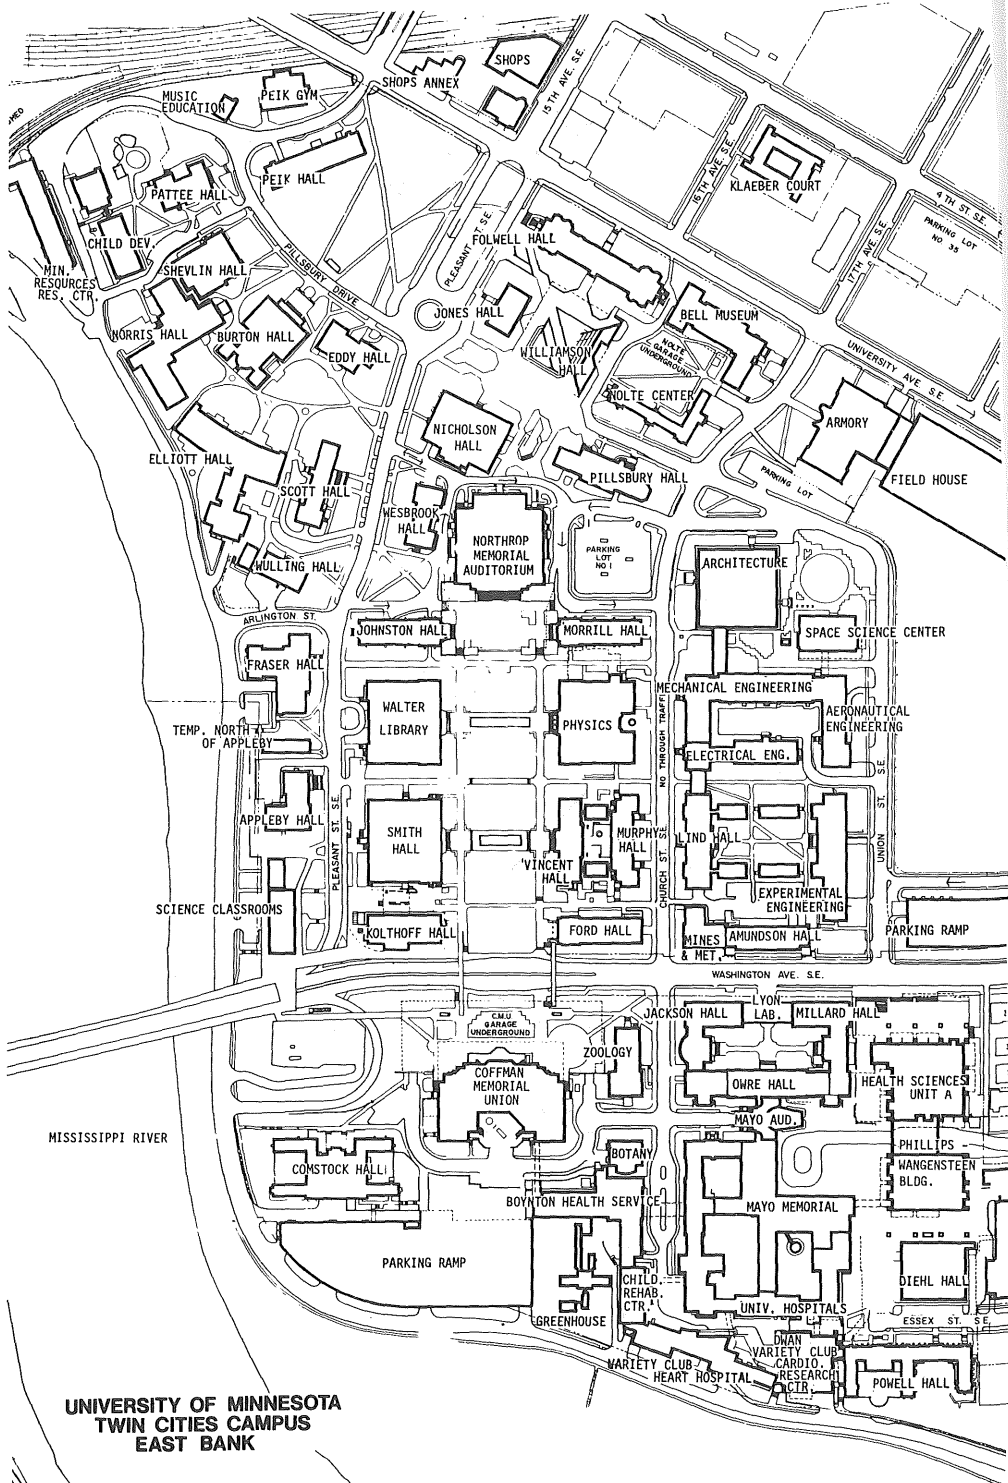 SHOPS
SHOPS ANNEX
15TH AVE. S.E.
PEIK GYM
MUSIC
EDUCATION
SHED
16TH AVE. S.E.
KLAEBER COURT
PEIK HALL
PATTEE HALL
4TH ST. S.E.
PARKING LOT
NO 35
17TH AVE. S.E.
PLEASANT ST. S.E.
FOLWELL HALL
CHILD DEV.
PILLSBURY
DRIVE
SHEVLIN HALL
MIN.
RESOURCES
RES. CTR.
JONES HALL
BELL MUSEUM
NORRIS HALL
BURTON HALL
EDDY HALL
WILLIAMSON
HALL
NOLTE
GARAGE
UNDERGROUND
UNIVERSITY AVE. S.E.
NOLTE CENTER
ARMORY
NICHOLSON
HALL
ELLIOTT HALL
SCOTT HALL
PILLSBURY HALL
PARKING LOT
FIELD HOUSE
WESBROOK
HALL
NORTHROP
MEMORIAL
AUDITORIUM
PARKING
LOT
NO 1
ARCHITECTURE
WULLING HALL
ARLINGTON ST.
JOHNSTON HALL
MORRILL HALL
SPACE SCIENCE CENTER
FRASER HALL
MECHANICAL ENGINEERING
WALTER
LIBRARY
PHYSICS
AERONAUTICAL
ENGINEERING
TEMP. NORTH
OF APPLEBY
NO THROUGH TRAFFIC
ELECTRICAL ENG.
UNION ST. S.E.
APPLEBY HALL
PLEASANT ST. S.E.
SMITH
HALL
MURPHY
HALL
LIND HALL
VINCENT
HALL
CHURCH ST. S.E.
EXPERIMENTAL
ENGINEERING
SCIENCE CLASSROOMS
KOLTHOFF HALL
FORD HALL
MINES
& MET.
AMUNDSON HALL
PARKING RAMP
WASHINGTON AVE. S.E.
C.M.U
GARAGE
UNDERGROUND
JACKSON HALL
LYON
LAB.
MILLARD HALL
ZOOLOGY
COFFMAN
MEMORIAL
UNION
OWRE HALL
HEALTH SCIENCES
UNIT A
MAYO AUD.
MISSISSIPPI RIVER
BOTANY
PHILLIPS
WANGENSTEEN
BLDG.
COMSTOCK HALL
BOYNTON HEALTH SERVICE
MAYO MEMORIAL
PARKING RAMP
CHILD.
REHAB.
CTR.
DIEHL HALL
GREENHOUSE
UNIV. HOSPITALS
ESSEX ST. S.E.
VARIETY CLUB
HEART HOSPITAL
DWAN
VARIETY CLUB
CARDIO.
RESEARCH
CTR.
POWELL HALL
UNIVERSITY OF MINNESOTA
TWIN CITIES CAMPUS
EAST BANK